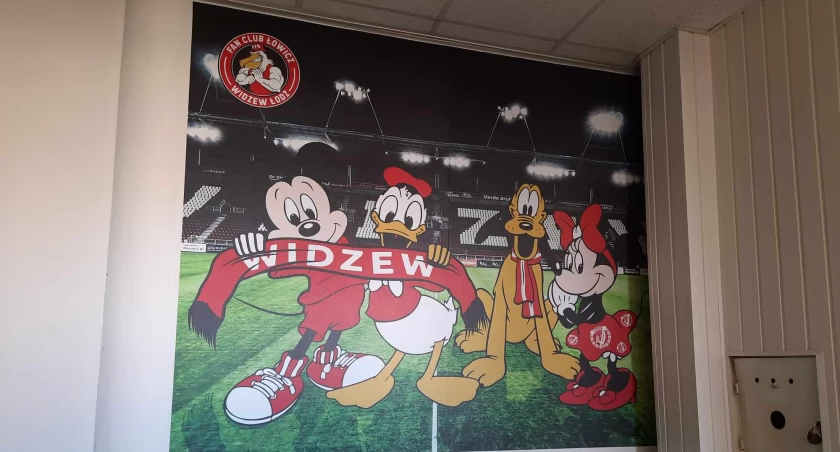 FAN CLUB ŁOWICZ
WIDZEW ŁÓDŹ
WIDZEW